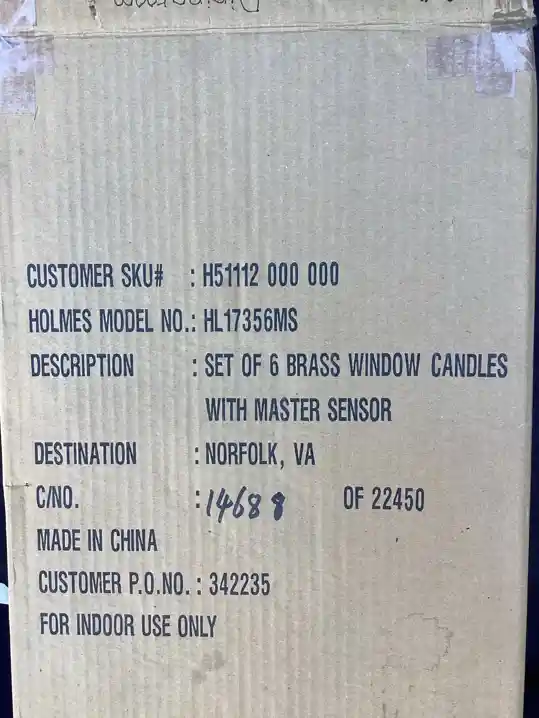 CUSTOMER SKU# : H51112 000 000
HOLMES MODEL NO.: HL17356MS
DESCRIPTION : SET OF 6 BRASS WINDOW CANDLES
WITH MASTER SENSOR
DESTINATION : NORFOLK, VA
C/NO. : 14688 OF 22450
MADE IN CHINA
CUSTOMER P.O.NO. : 342235
FOR INDOOR USE ONLY